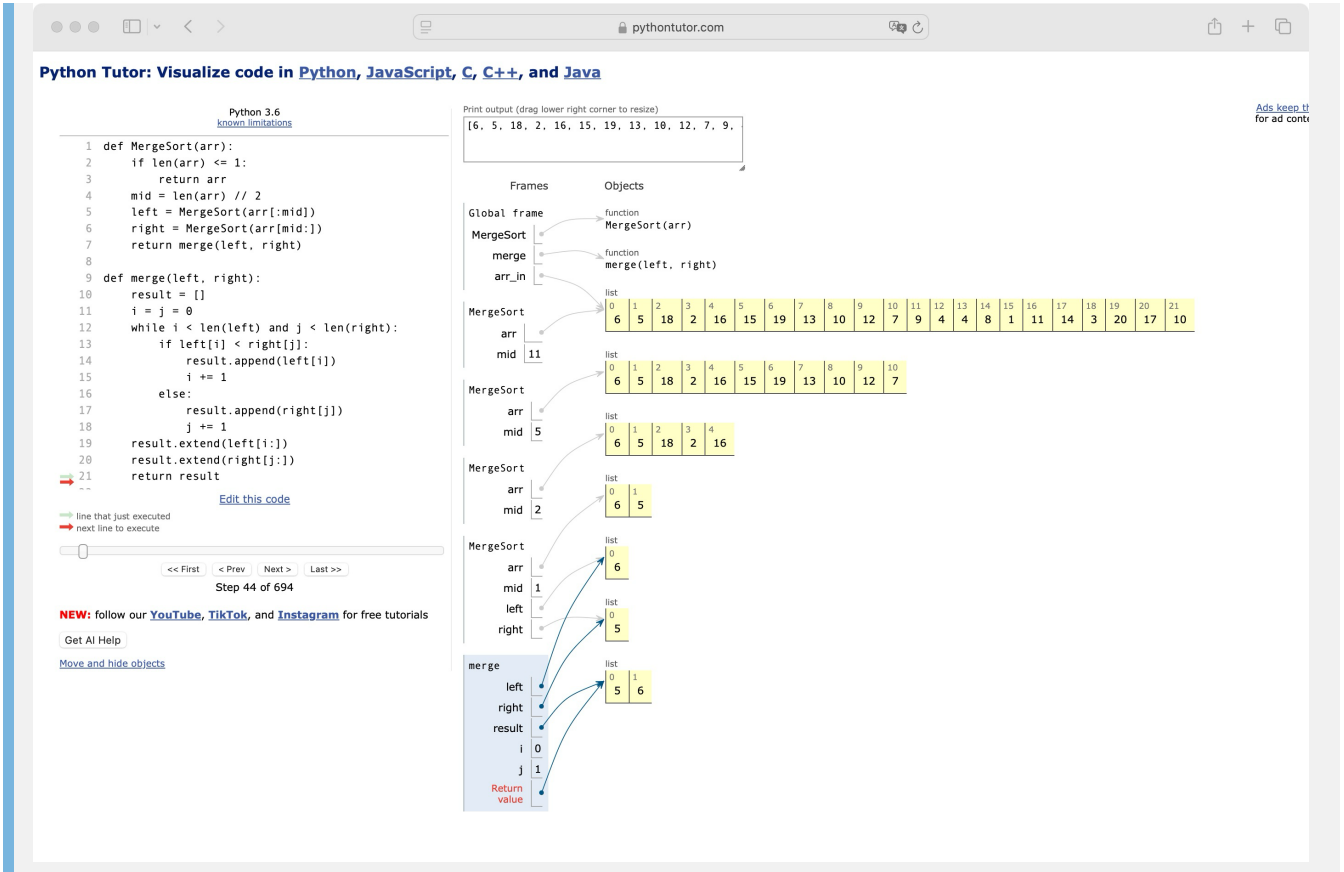 pythontutor.com
Python Tutor: Visualize code in Python, JavaScript, C, C++, and Java
Python 3.6
known limitations
1 def MergeSort(arr):
2     if len(arr) <= 1:
3         return arr
4     mid = len(arr) // 2
5     left = MergeSort(arr[:mid])
6     right = MergeSort(arr[mid:])
7     return merge(left, right)
8
9 def merge(left, right):
10     result = []
11     i = j = 0
12     while i < len(left) and j < len(right):
13         if left[i] < right[j]:
14             result.append(left[i])
15             i += 1
16         else:
17             result.append(right[j])
18             j += 1
19     result.extend(left[i:])
20     result.extend(right[j:])
21     return result
Edit this code
line that just executed
next line to execute
<< First < Prev Next > Last >>
Step 44 of 694
NEW: follow our YouTube, TikTok, and Instagram for free tutorials
Get AI Help
Move and hide objects
Print output (drag lower right corner to resize)
[6, 5, 18, 2, 16, 15, 19, 13, 10, 12, 7, 9,
Frames Objects
Global frame
MergeSort
merge
arr_in
MergeSort
arr
mid 11
MergeSort
arr
mid 5
MergeSort
arr
mid 2
MergeSort
arr
mid 1
left
right
merge
left
right
result
i 0
j 1
Return
value
function
MergeSort(arr)
function
merge(left, right)
list
0 1 2 3 4 5 6 7 8 9 10 11 12 13 14 15 16 17 18 19 20 21
6 5 18 2 16 15 19 13 10 12 7 9 4 4 8 1 11 14 3 20 17 10
list
0 1 2 3 4 5 6 7 8 9 10
6 5 18 2 16 15 19 13 10 12 7
list
0 1 2 3 4
6 5 18 2 16
list
0 1
6 5
list
0
6
list
0
5
list
0 1
5 6
Ads keep th
for ad conte